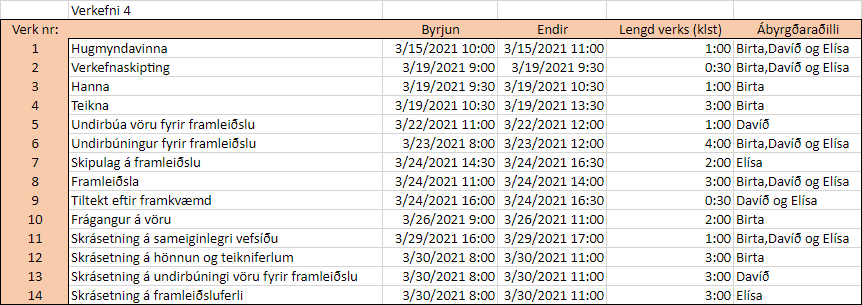 Verkefni 4
Verk nr: Byrjun Endir Lengd verks (klst) Ábyrgðaraðilli
1 Hugmyndavinna 3/15/2021 10:00 3/15/2021 11:00 1:00 Birta,Davíð og Elísa
2 Verkefnaskipting 3/19/2021 9:00 3/19/2021 9:30 0:30 Birta,Davíð og Elísa
3 Hanna 3/19/2021 9:30 3/19/2021 10:30 1:00 Birta
4 Teikna 3/19/2021 10:30 3/19/2021 13:30 3:00 Birta
5 Undirbúa vöru fyrir framleiðslu 3/22/2021 11:00 3/22/2021 12:00 1:00 Davíð
6 Undirbúningur fyrir framleiðslu 3/23/2021 8:00 3/23/2021 12:00 4:00 Birta,Davíð og Elísa
7 Skipulag á framleiðslu 3/24/2021 14:30 3/24/2021 16:30 2:00 Elísa
8 Framleiðsla 3/24/2021 11:00 3/24/2021 14:00 3:00 Birta,Davíð og Elísa
9 Tiltekt eftir framkvæmd 3/24/2021 16:00 3/24/2021 16:30 0:30 Davíð og Elísa
10 Frágangur á vöru 3/26/2021 9:00 3/26/2021 11:00 2:00 Birta
11 Skrásetning á sameiginlegri vefsíðu 3/29/2021 16:00 3/29/2021 17:00 1:00 Birta,Davíð og Elísa
12 Skrásetning á hönnun og teikniferlum 3/30/2021 8:00 3/30/2021 11:00 3:00 Birta
13 Skrásetning á undirbúningi vöru fyrir framleiðslu 3/30/2021 8:00 3/30/2021 11:00 3:00 Davíð
14 Skrásetning á framleiðsluferli 3/30/2021 8:00 3/30/2021 11:00 3:00 Elísa